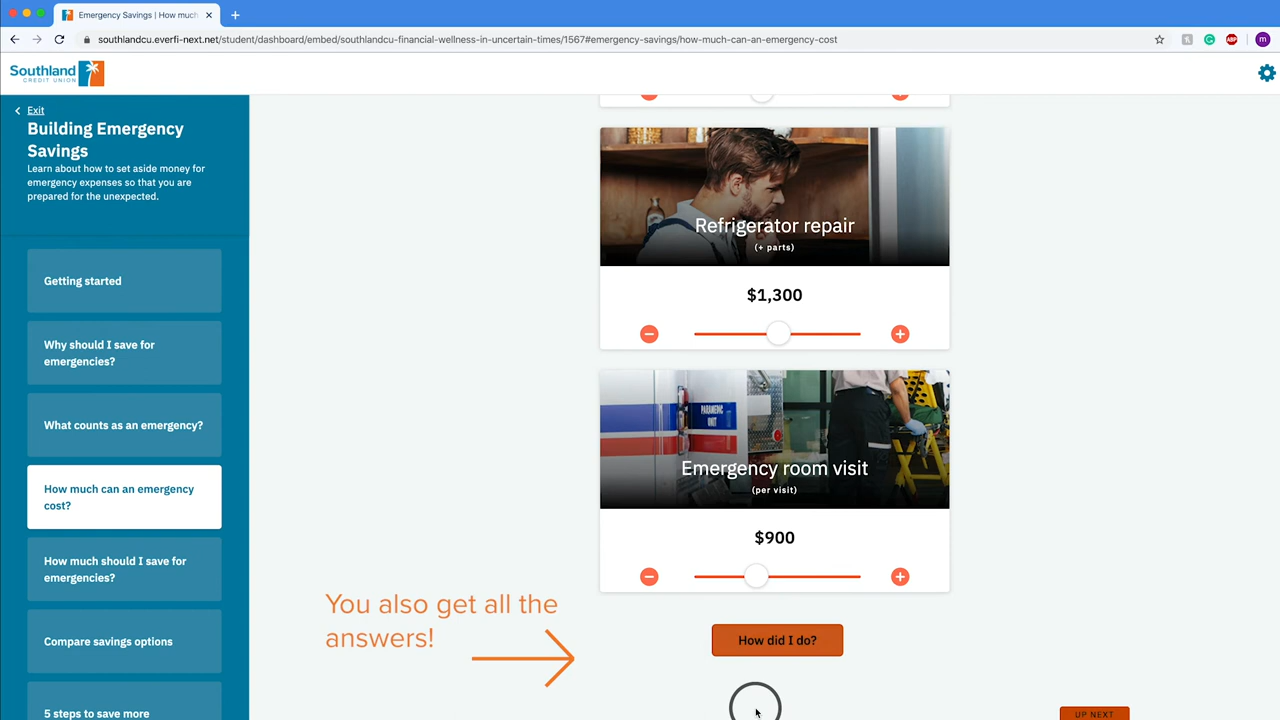 Emergency Savings | How much
southlandcu.everfi-next.net/student/dashboard/embed/southlandcu-financial-wellness-in-uncertain-times/1567#emergency-savings/how-much-can-an-emergency-cost
ABP
m
Southland
CREDIT UNION
Exit
Building Emergency
Savings
Learn about how to set aside money for
emergency expenses so that you are
prepared for the unexpected.
Getting started
Why should I save for
emergencies?
What counts as an emergency?
How much can an emergency
cost?
How much should I save for
emergencies?
Compare savings options
5 steps to save more
Refrigerator repair
(+ parts)
$1,300
PARAMEDIC
UNIT
Emergency room visit
(per visit)
$900
You also get all the
answers!
How did I do?
UP NEXT